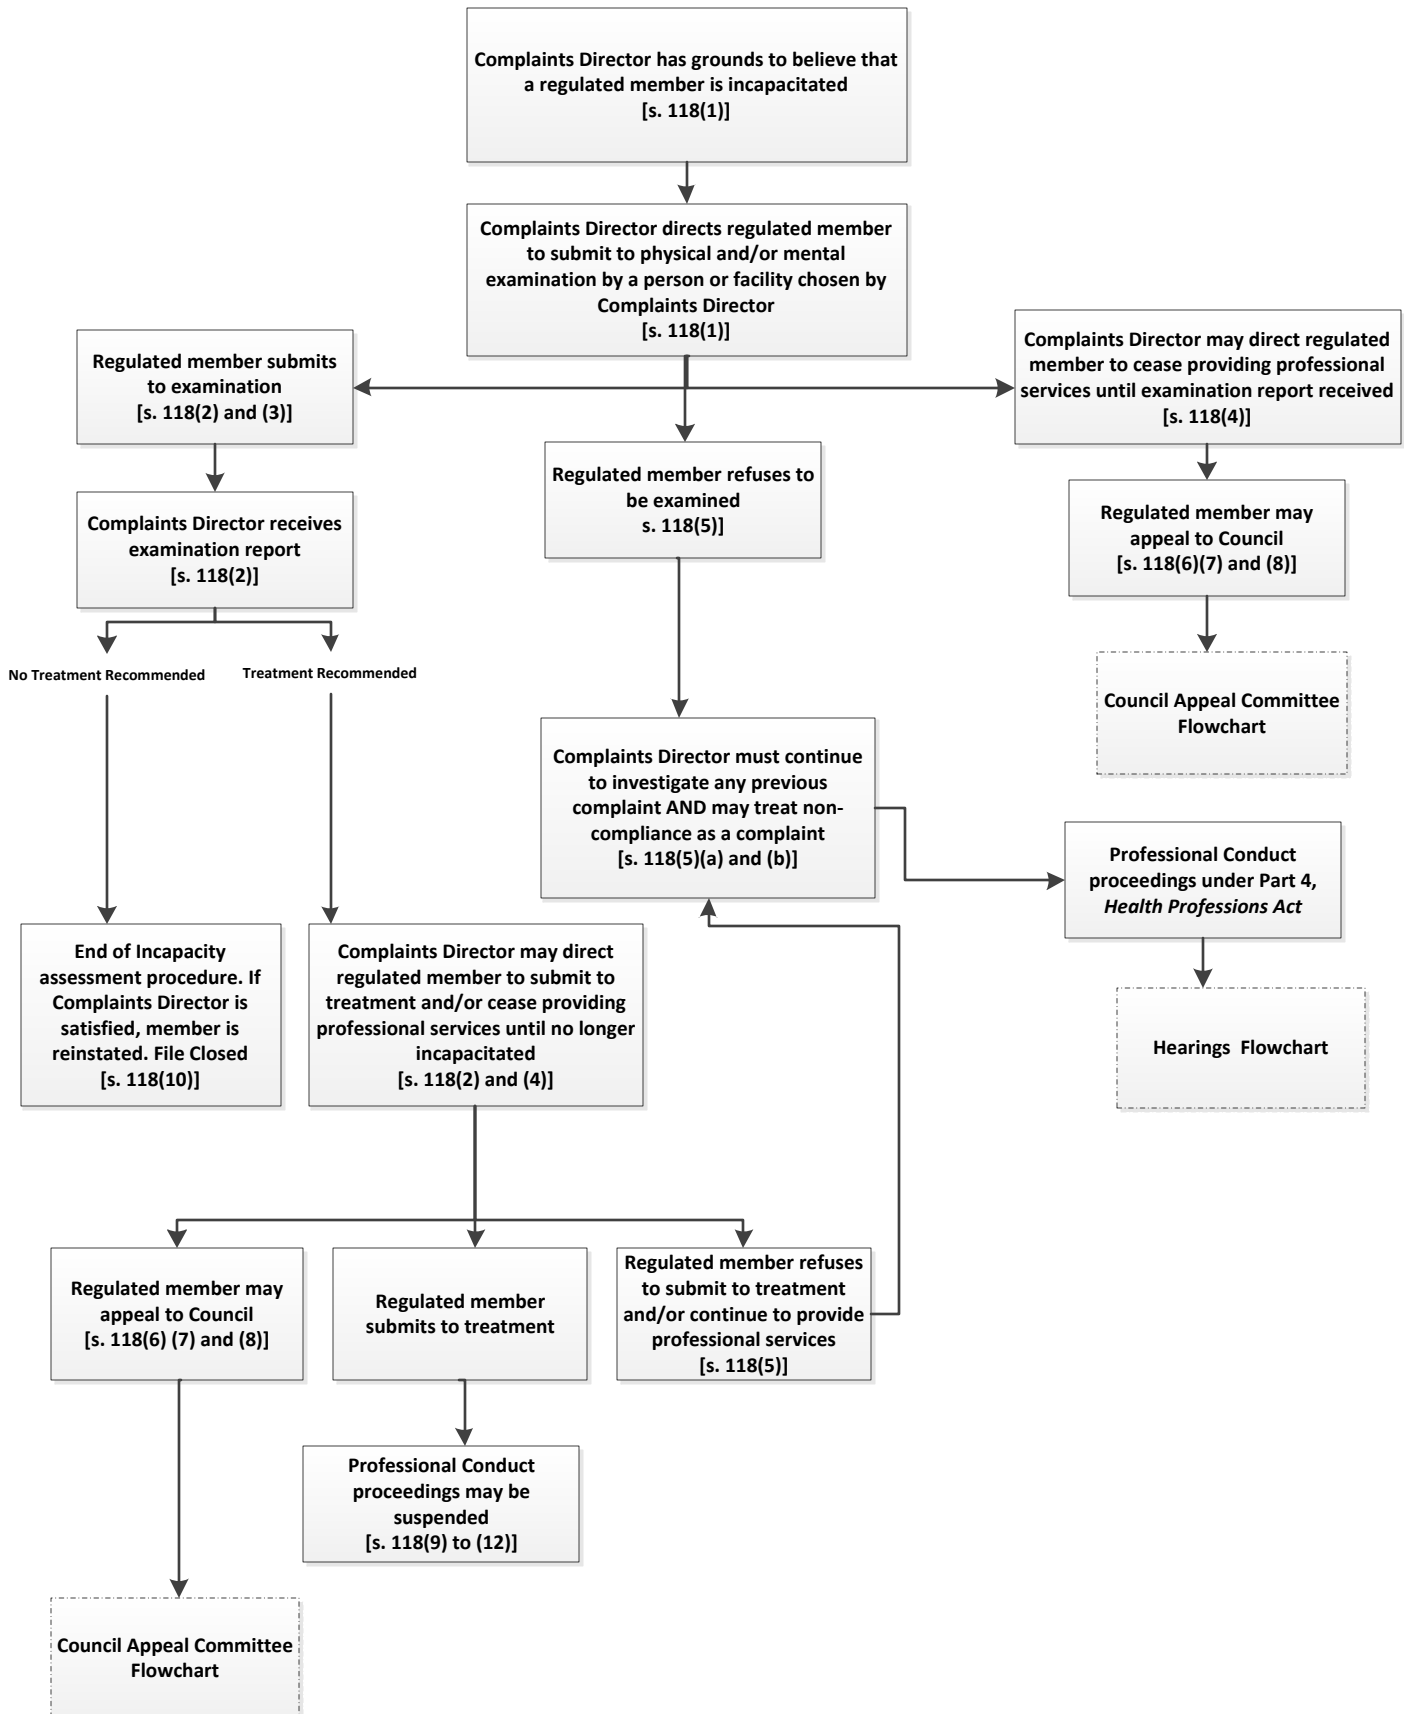 Complaints Director has grounds to believe that
a regulated member is incapacitated
[s. 118(1)]
Complaints Director directs regulated member
to submit to physical and/or mental
examination by a person or facility chosen by
Complaints Director
[s. 118(1)]
Regulated member submits
to examination
[s. 118(2) and (3)]
Complaints Director may direct regulated
member to cease providing professional
services until examination report received
[s. 118(4)]
Regulated member refuses to
be examined
s. 118(5)]
Complaints Director receives
examination report
[s. 118(2)]
Regulated member may
appeal to Council
[s. 118(6)(7) and (8)]
No Treatment Recommended
Treatment Recommended
Council Appeal Committee
Flowchart
Complaints Director must continue
to investigate any previous
complaint AND may treat non-
compliance as a complaint
[s. 118(5)(a) and (b)]
Professional Conduct
proceedings under Part 4,
Health Professions Act
End of Incapacity
assessment procedure. If
Complaints Director is
satisfied, member is
reinstated. File Closed
[s. 118(10)]
Complaints Director may direct
regulated member to submit to
treatment and/or cease providing
professional services until no longer
incapacitated
[s. 118(2) and (4)]
Hearings Flowchart
Regulated member may
appeal to Council
[s. 118(6) (7) and (8)]
Regulated member
submits to treatment
Regulated member refuses
to submit to treatment
and/or continue to provide
professional services
[s. 118(5)]
Professional Conduct
proceedings may be
suspended
[s. 118(9) to (12)]
Council Appeal Committee
Flowchart